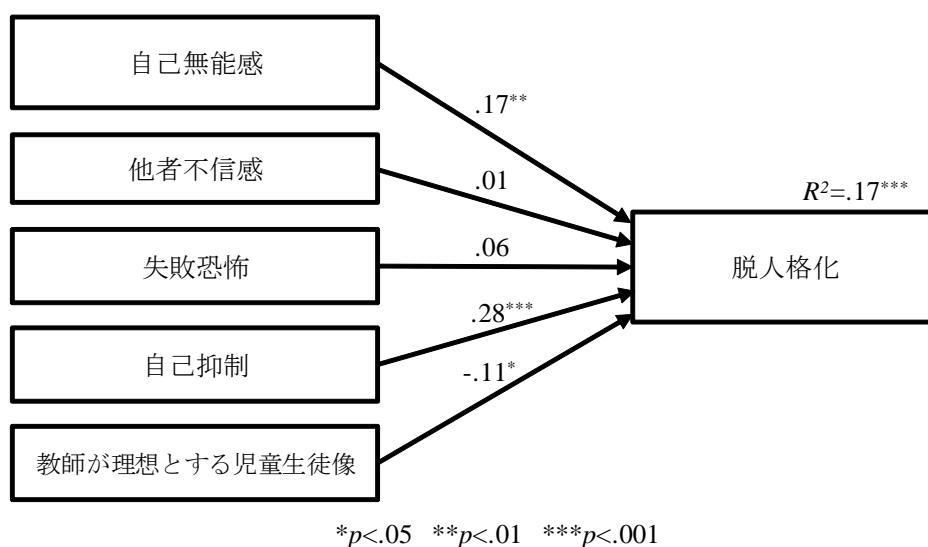 自己無能感
.17**
他者不信感
.01
R²=.17***
失敗恐怖
.06
脱人格化
自己抑制
.28***
-.11*
教師が理想とする児童生徒像
*p<.05 **p<.01 ***p<.001